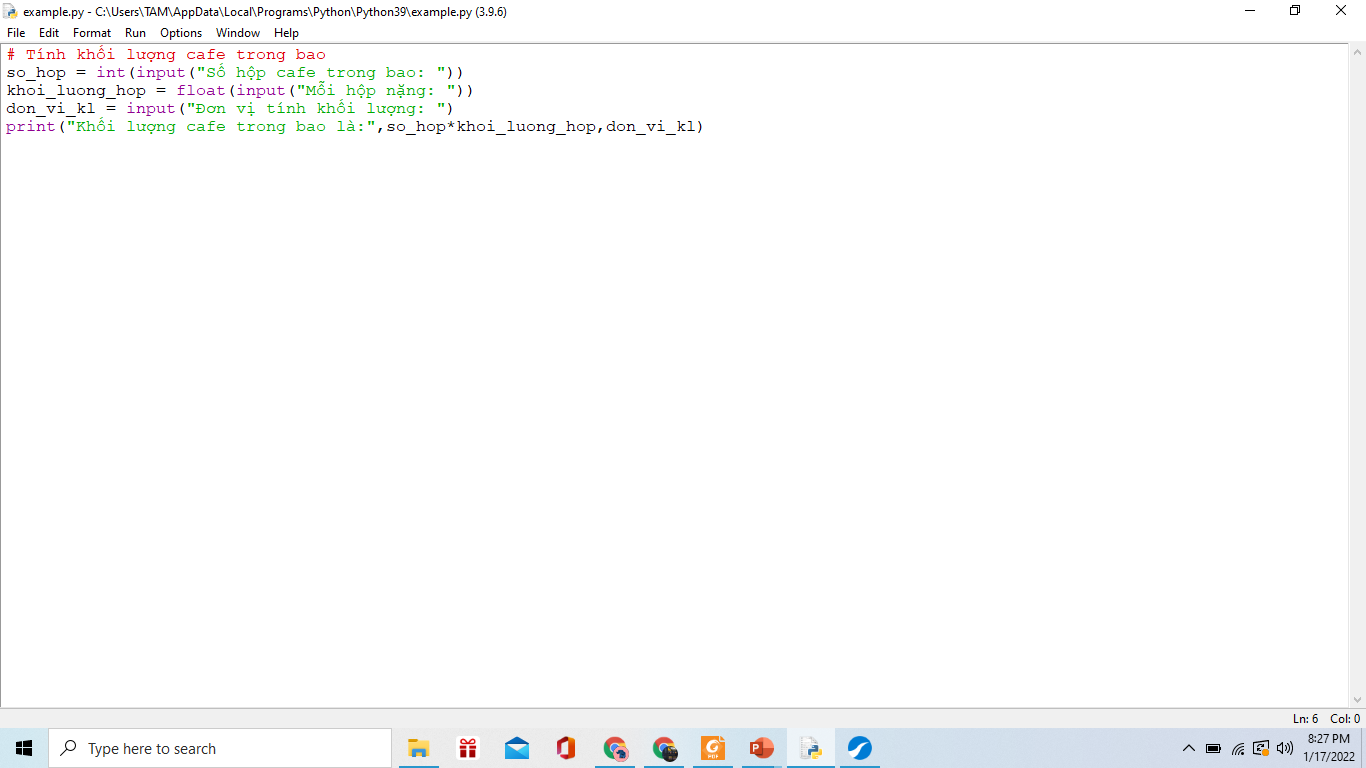 example.py - C:\Users\TAM\AppData\Local\Programs\Python\Python39\example.py (3.9.6)
File Edit Format Run Options Window Help
# Tính khối lượng cafe trong bao
so_hop = int(input("Số hộp cafe trong bao: "))
khoi_luong_hop = float(input("Mỗi hộp nặng: "))
don_vi_kl = input("Đơn vị tính khối lượng: ")
print("Khối lượng cafe trong bao là:",so_hop*khoi_luong_hop,don_vi_kl)
Ln: 6 Col: 0
Type here to search
PDF
8:27 PM
1/17/2022